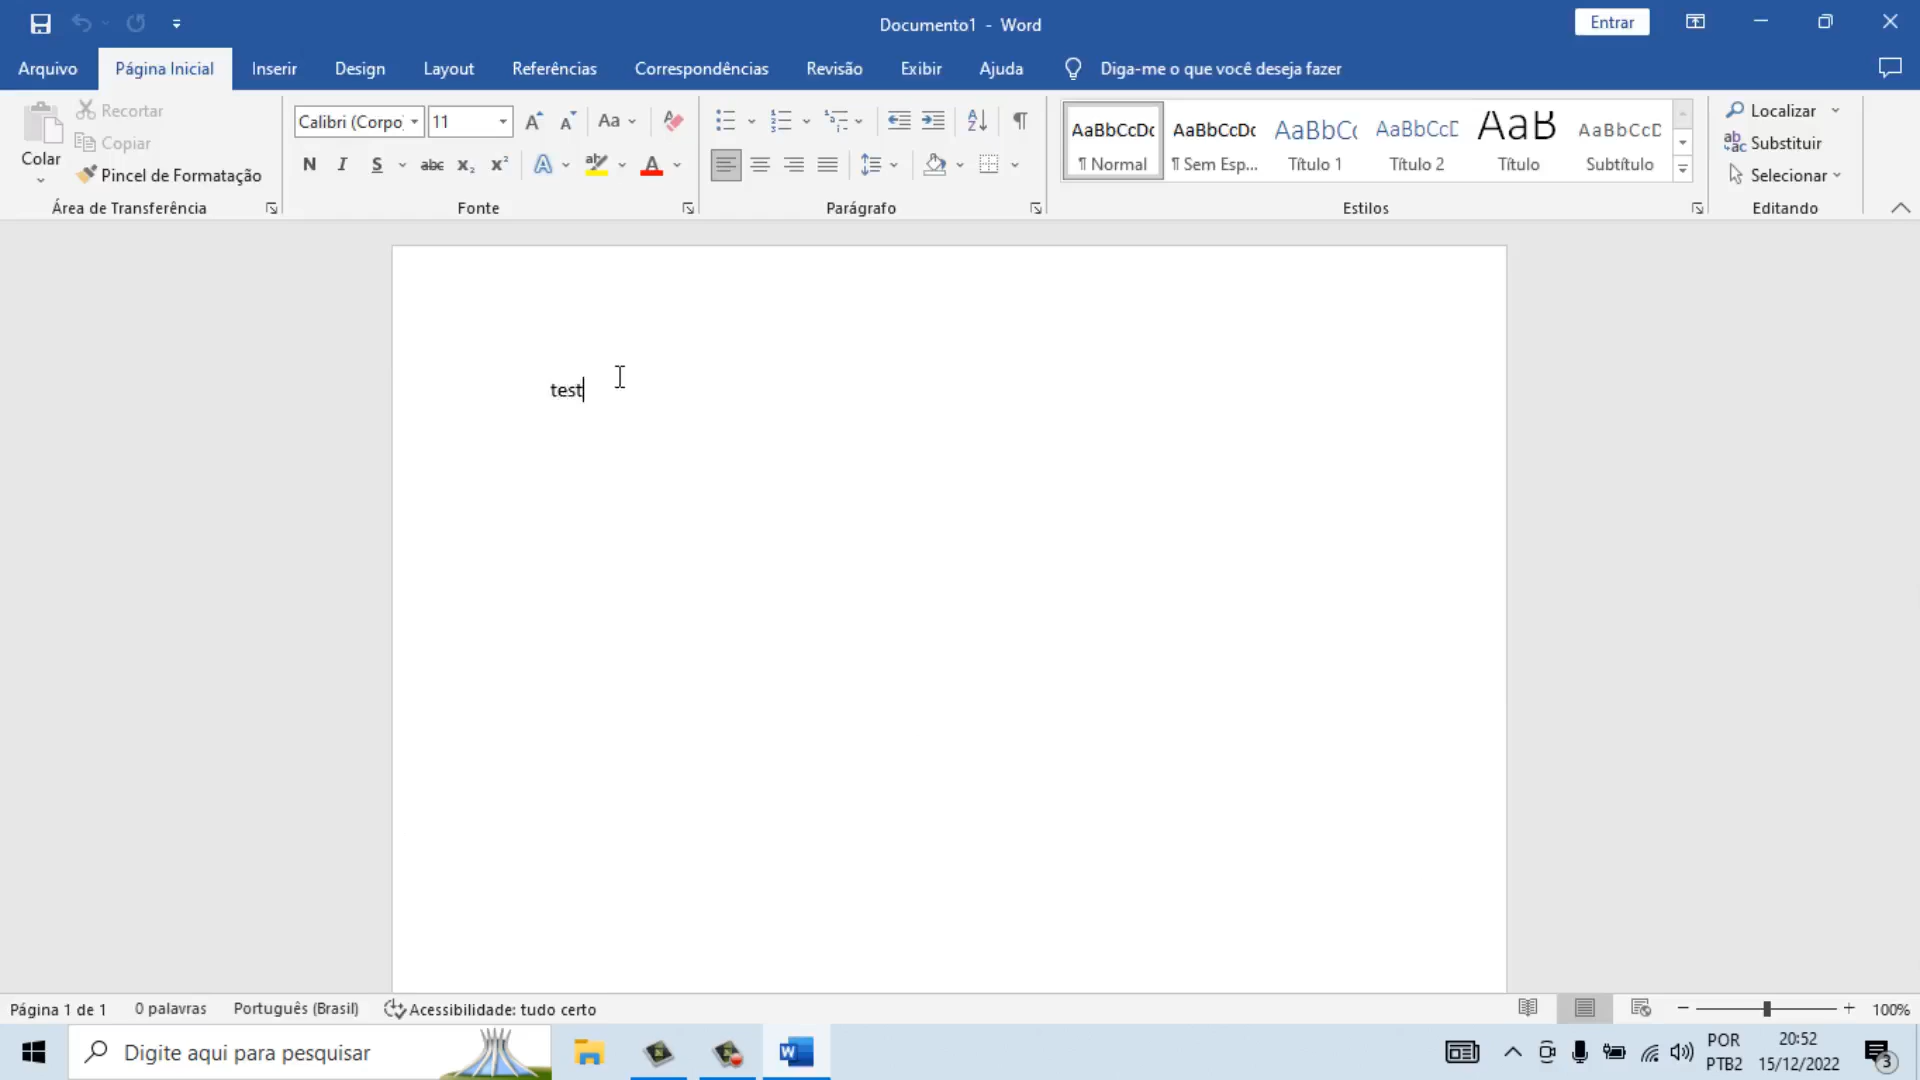 Documento1 - Word
Entrar
Arquivo Página Inicial Inserir Design Layout Referências Correspondências Revisão Exibir Ajuda Diga-me o que você deseja fazer
Colar
Recortar
Copiar
Pincel de Formatação
Área de Transferência
Calibri (Corpo) 11 Aa
N I S abc x₂ x² A A
Fonte
Parágrafo
AaBbCcDc AaBbCcDc AaBbCc AaBbCcD AaB AaBbCcD
¶ Normal ¶ Sem Esp... Título 1 Título 2 Título Subtítulo
Estilos
Localizar
Substituir
Selecionar
Editando
test
Página 1 de 1 0 palavras Português (Brasil) Acessibilidade: tudo certo 100%
Digite aqui para pesquisar
POR
PTB2
20:52
15/12/2022
3